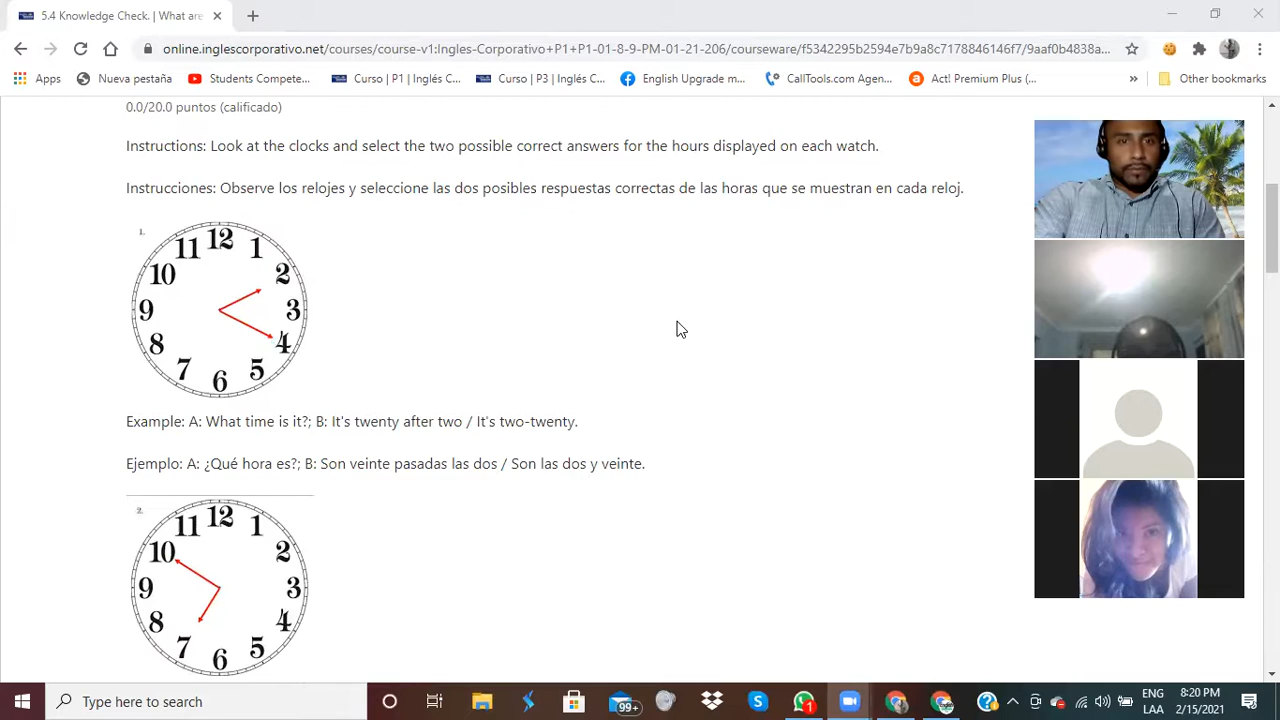 5.4 Knowledge Check. | What are
online.inglescorporativo.net/courses/course-v1:Ingles-Corporativo+P1+P1-01-8-9-PM-01-21-206/courseware/f5342295b2594e7b9a8c7178846146f7/9aaf0b4838a...
Apps Nueva pestaña Students Compete... Curso | P1 | Inglés C... Curso | P3 | Inglés C... English Upgrade m... CallTools.com Agen... Act! Premium Plus (... » Other bookmarks
0.0/20.0 puntos (calificado)
Instructions: Look at the clocks and select the two possible correct answers for the hours displayed on each watch.
Instrucciones: Observe los relojes y seleccione las dos posibles respuestas correctas de las horas que se muestran en cada reloj.
1.
12 1 2 3 4 5 6 7 8 9 10 11
Example: A: What time is it?; B: It's twenty after two / It's two-twenty.
Ejemplo: A: ¿Qué hora es?; B: Son veinte pasadas las dos / Son las dos y veinte.
2.
12 1 2 3 4 5 6 7 8 9 10 11
Type here to search
99+
1
ENG
LAA
8:20 PM
2/15/2021